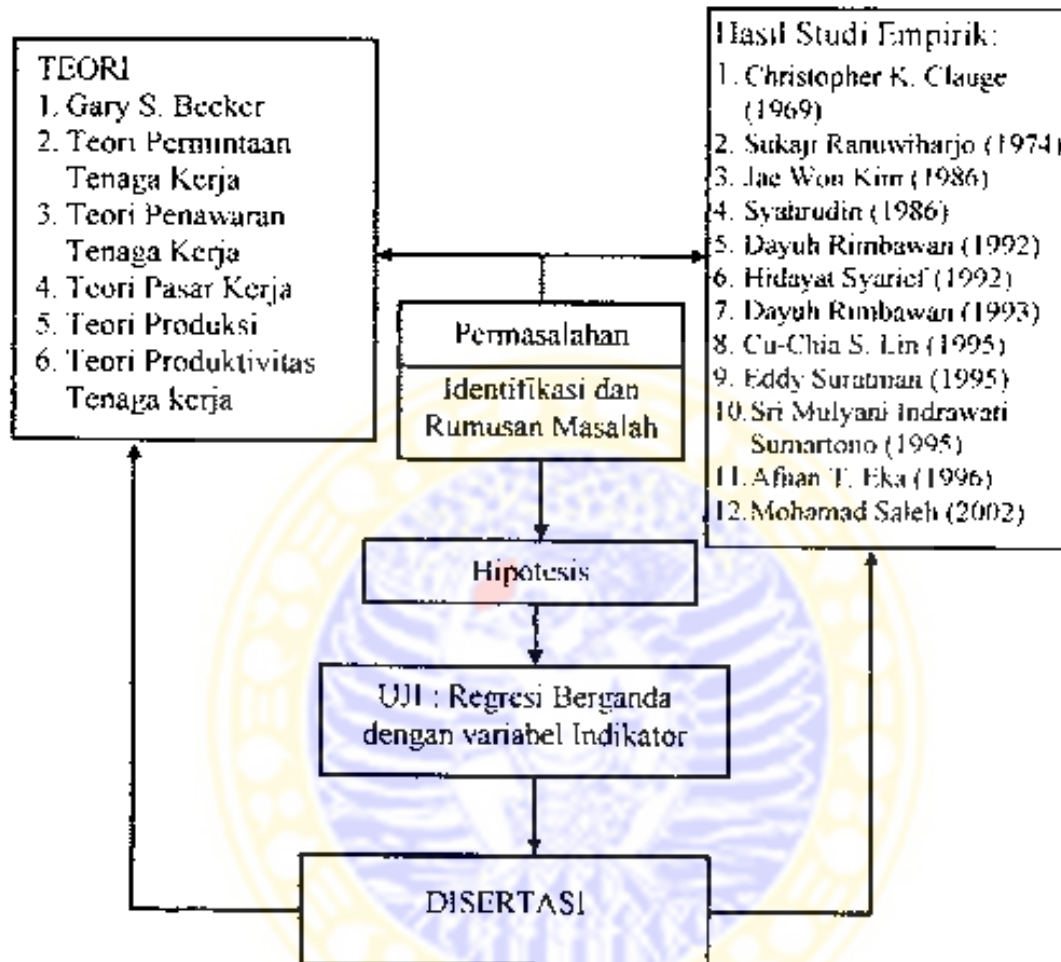 TEORI
1. Gary S. Becker
2. Teori Permintaan
Tenaga Kerja
3. Teori Penawaran
Tenaga Kerja
4. Teori Pasar Kerja
5. Teori Produksi
6. Teori Produktivitas
Tenaga kerja
Permasalahan
Identifikasi dan
Rumusan Masalah
Hasil Studi Empirik:
1. Christopher K. Clauge
(1969)
2. Sukaji Ranuwiharjo (1974)
3. Jae Won Kim (1986)
4. Syahrudin (1986)
5. Dayuh Rimbawan (1992)
6. Hidayat Syarief (1992)
7. Dayuh Rimbawan (1993)
8. Cu-Chia S. Lin (1995)
9. Eddy Suratman (1995)
10. Sri Mulyani Indrawati
Sumartono (1995)
11. Afnan T. Eka (1996)
12. Mohamad Saleh (2002)
Hipotesis
UJI : Regresi Berganda
dengan variabel Indikator
DISERTASI